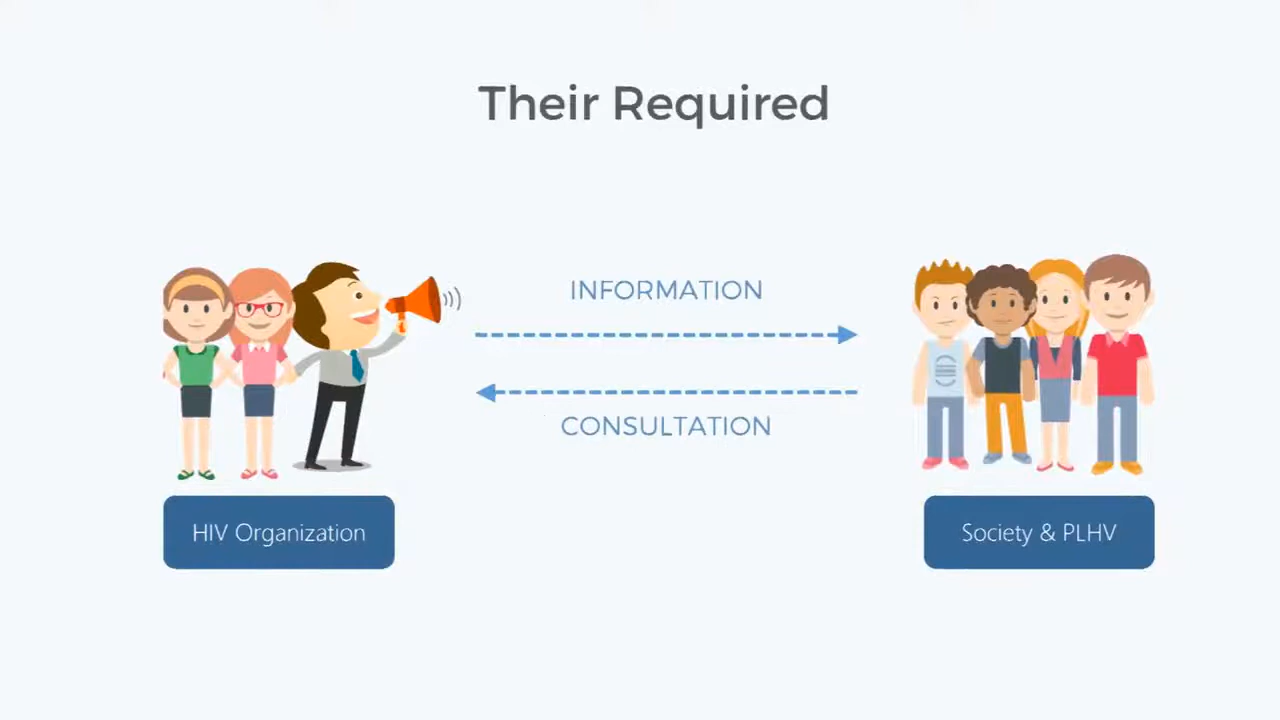 Their Required
INFORMATION
CONSULTATION
HIV Organization
Society & PLHV